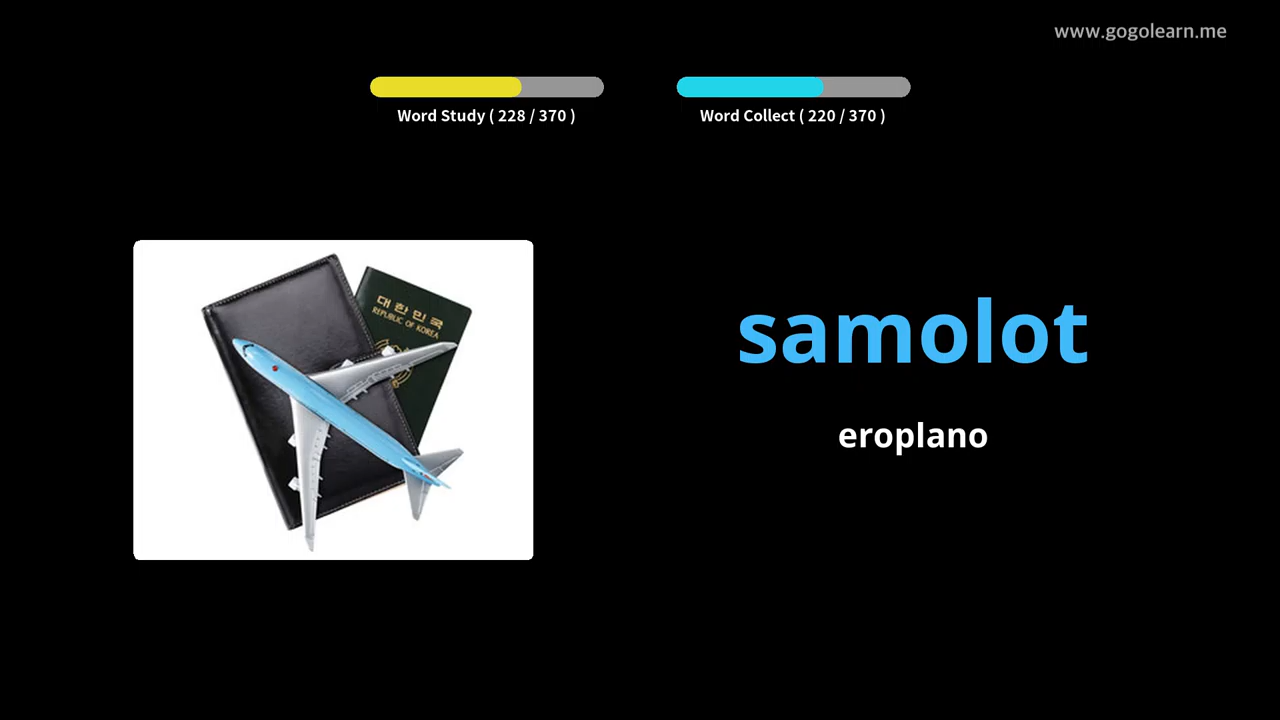 www.gogolearn.me
Word Study ( 228 / 370 )
Word Collect ( 220 / 370 )
대한민국
REPUBLIC OF KOREA
samolot
eroplano